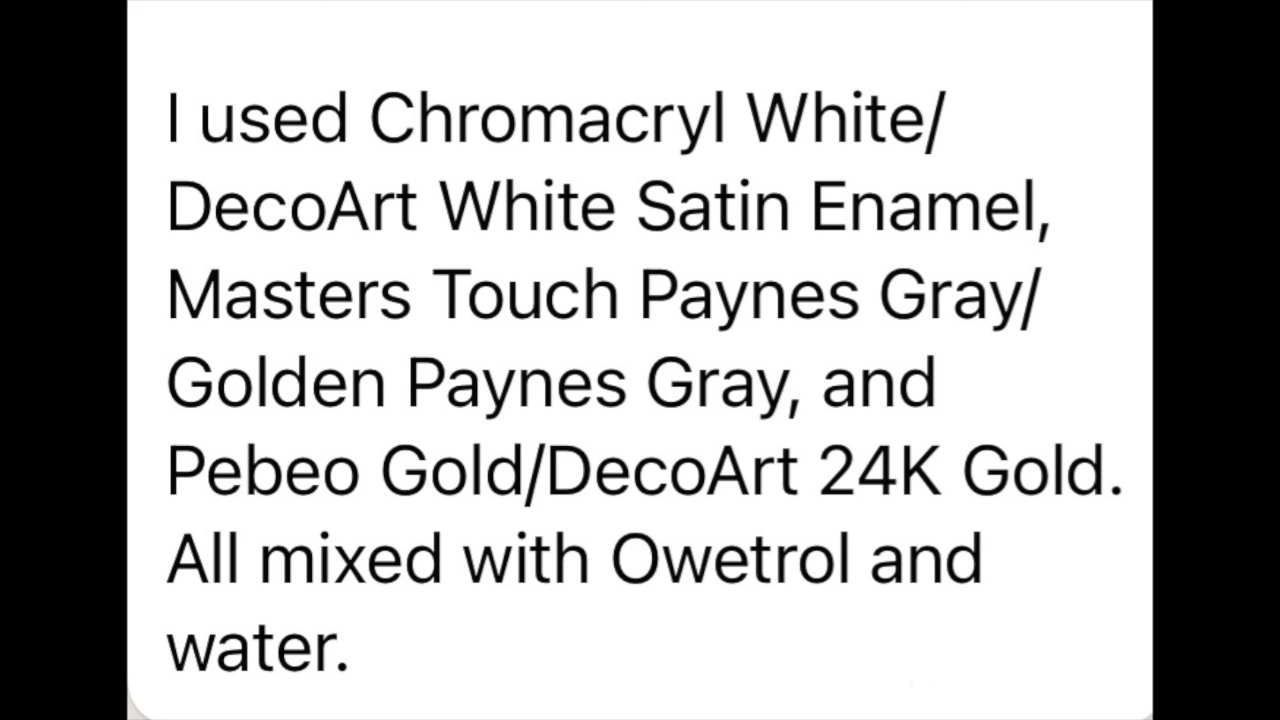 I used Chromacryl White/
DecoArt White Satin Enamel,
Masters Touch Paynes Gray/
Golden Paynes Gray, and
Pebeo Gold/DecoArt 24K Gold.
All mixed with Owetrol and
water.